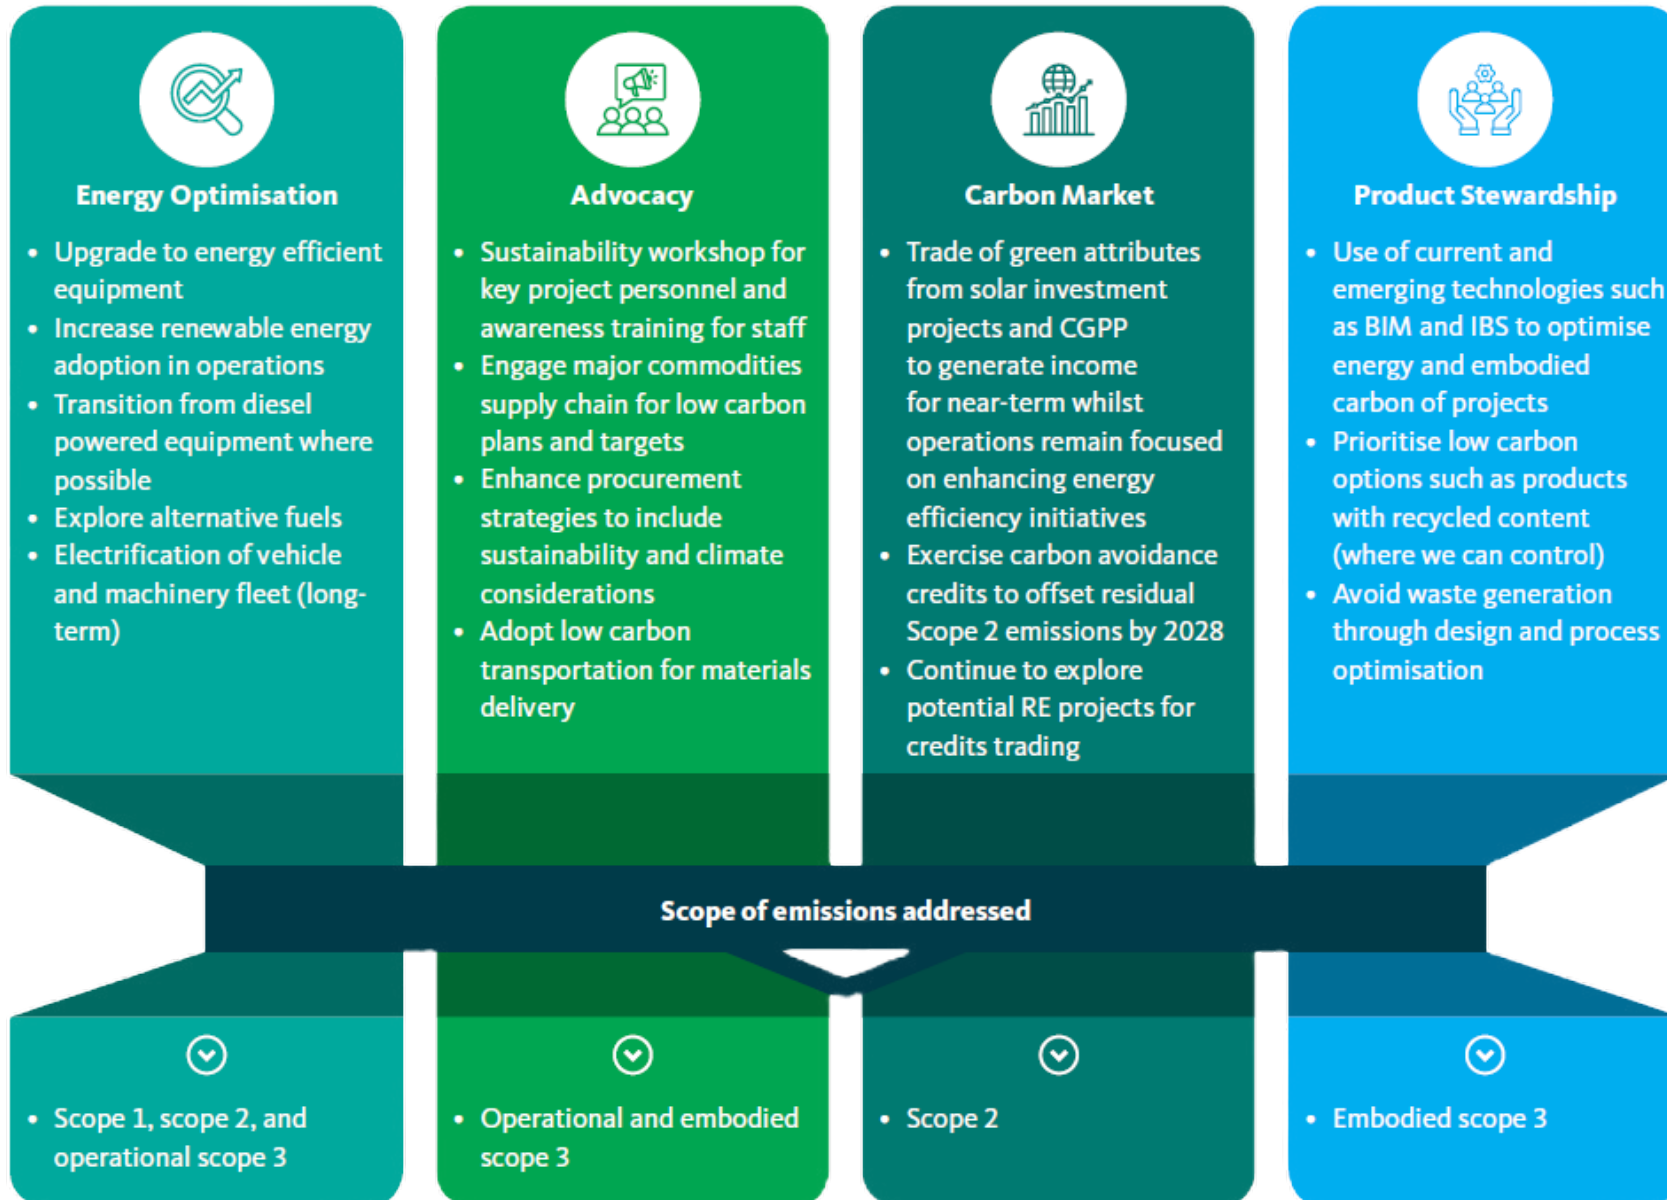 Energy Optimisation
• Upgrade to energy efficient
equipment
• Increase renewable energy
adoption in operations
• Transition from diesel
powered equipment where
possible
• Explore alternative fuels
• Electrification of vehicle
and machinery fleet (long-
term)
Advocacy
• Sustainability workshop for
key project personnel and
awareness training for staff
• Engage major commodities
supply chain for low carbon
plans and targets
• Enhance procurement
strategies to include
sustainability and climate
considerations
• Adopt low carbon
transportation for materials
delivery
Carbon Market
• Trade of green attributes
from solar investment
projects and CGPP
to generate income
for near-term whilst
operations remain focused
on enhancing energy
efficiency initiatives
• Exercise carbon avoidance
credits to offset residual
Scope 2 emissions by 2028
• Continue to explore
potential RE projects for
credits trading
Product Stewardship
• Use of current and
emerging technologies such
as BIM and IBS to optimise
energy and embodied
carbon of projects
• Prioritise low carbon
options such as products
with recycled content
(where we can control)
• Avoid waste generation
through design and process
optimisation
Scope of emissions addressed
• Scope 1, scope 2, and
operational scope 3
• Operational and embodied
scope 3
• Scope 2
• Embodied scope 3